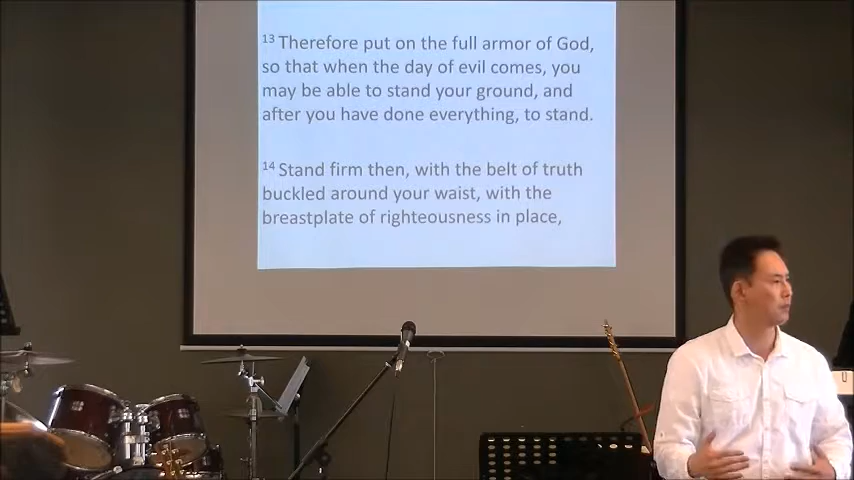 13 Therefore put on the full armor of God,
so that when the day of evil comes, you
may be able to stand your ground, and
after you have done everything, to stand.
14 Stand firm then, with the belt of truth
buckled around your waist, with the
breastplate of righteousness in place,